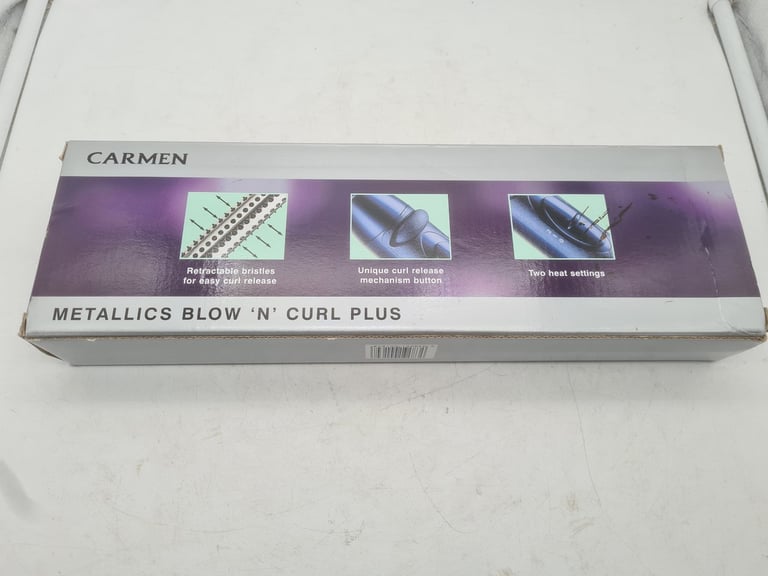 CARMEN
Retractable bristles
for easy curl release
Unique curl release
mechanism button
Two heat settings
METALLICS BLOW ‘N’ CURL PLUS